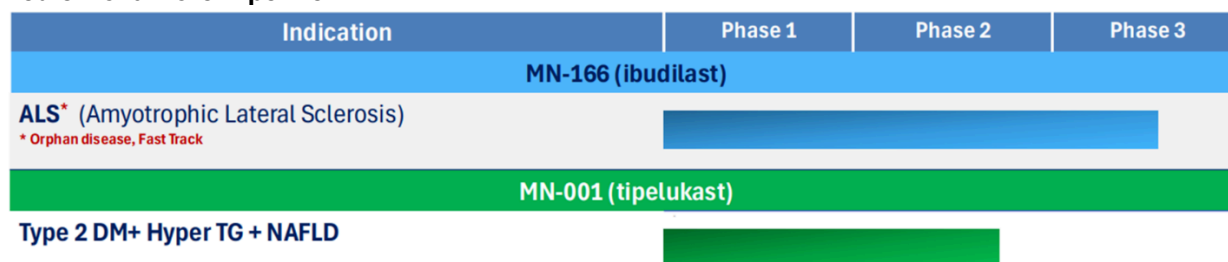 Indication Phase 1 Phase 2 Phase 3
MN-166 (ibudilast)
ALS* (Amyotrophic Lateral Sclerosis)
* Orphan disease, Fast Track
MN-001 (tipelukast)
Type 2 DM+ Hyper TG + NAFLD